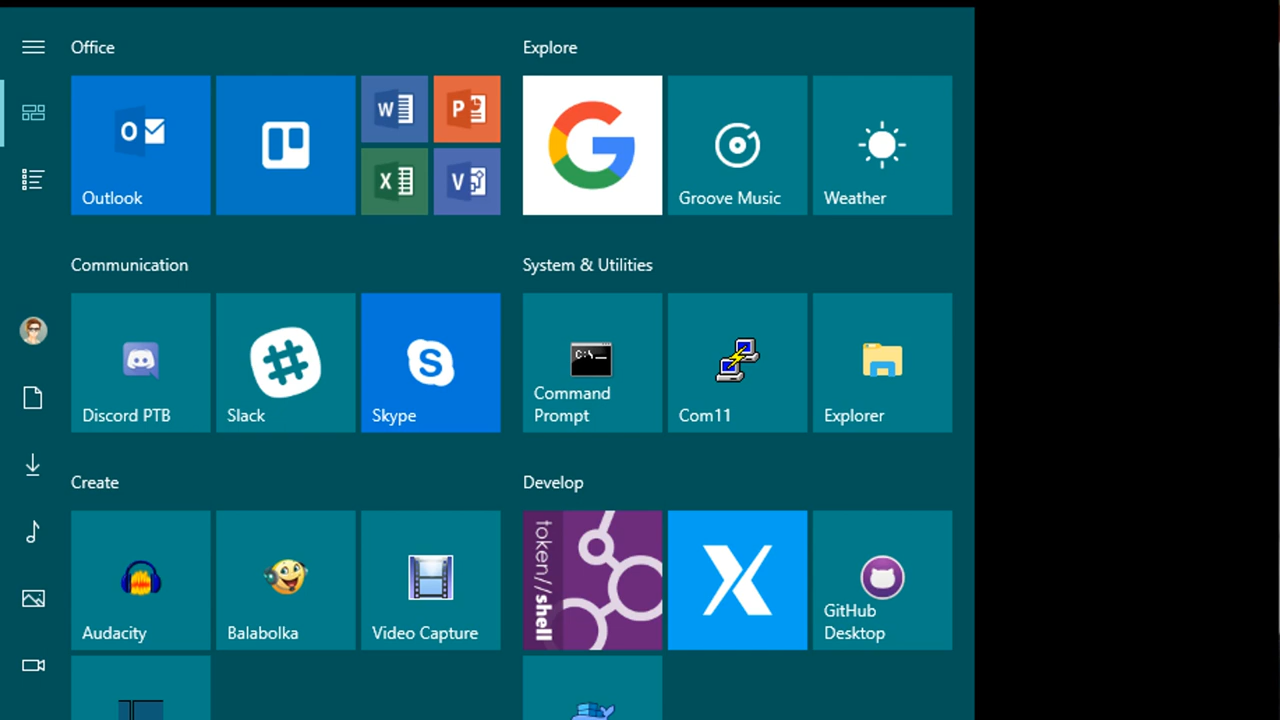 Office
Explore
Outlook
W
P
X
V
G
Groove Music
Weather
Communication
System & Utilities
Discord PTB
Slack
Skype
C:\_
Command
Prompt
Com11
Explorer
Create
Develop
Audacity
Balabolka
Video Capture
token//shell
GitHub
Desktop